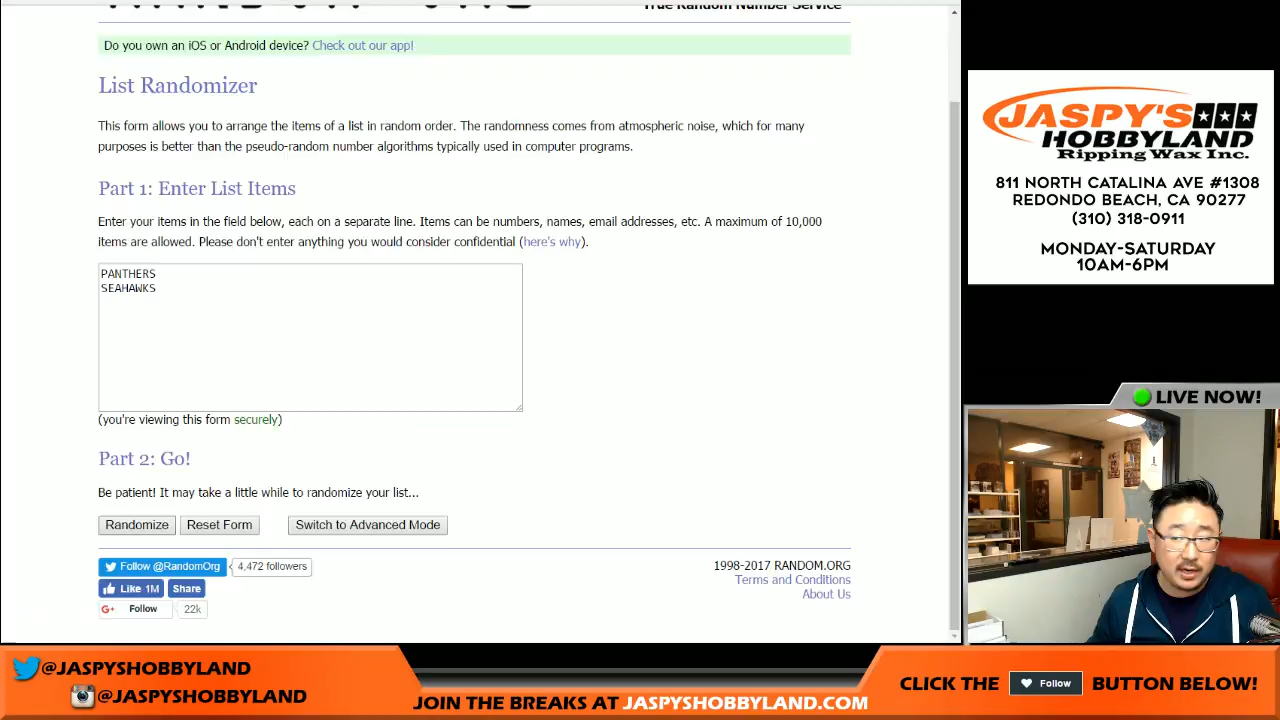 True Random Number Service
Do you own an iOS or Android device? Check out our app!
List Randomizer
This form allows you to arrange the items of a list in random order. The randomness comes from atmospheric noise, which for many
purposes is better than the pseudo-random number algorithms typically used in computer programs.
Part 1: Enter List Items
Enter your items in the field below, each on a separate line. Items can be numbers, names, email addresses, etc. A maximum of 10,000
items are allowed. Please don't enter anything you would consider confidential (here's why).
PANTHERS
SEAHAWKS
(you're viewing this form securely)
Part 2: Go!
Be patient! It may take a little while to randomize your list...
Randomize Reset Form Switch to Advanced Mode
Follow @RandomOrg 4,472 followers
Like 1M Share
G+ Follow 22k
1998-2017 RANDOM.ORG
Terms and Conditions
About Us
JASPY'S
HOBBYLAND
Ripping Wax Inc.
811 NORTH CATALINA AVE #1308
REDONDO BEACH, CA 90277
(310) 318-0911
MONDAY-SATURDAY
10AM-6PM
LIVE NOW!
@JASPYSHOBBYLAND
@JASPYSHOBBYLAND
JOIN THE BREAKS AT JASPYSHOBBYLAND.COM
CLICK THE Follow BUTTON BELOW!